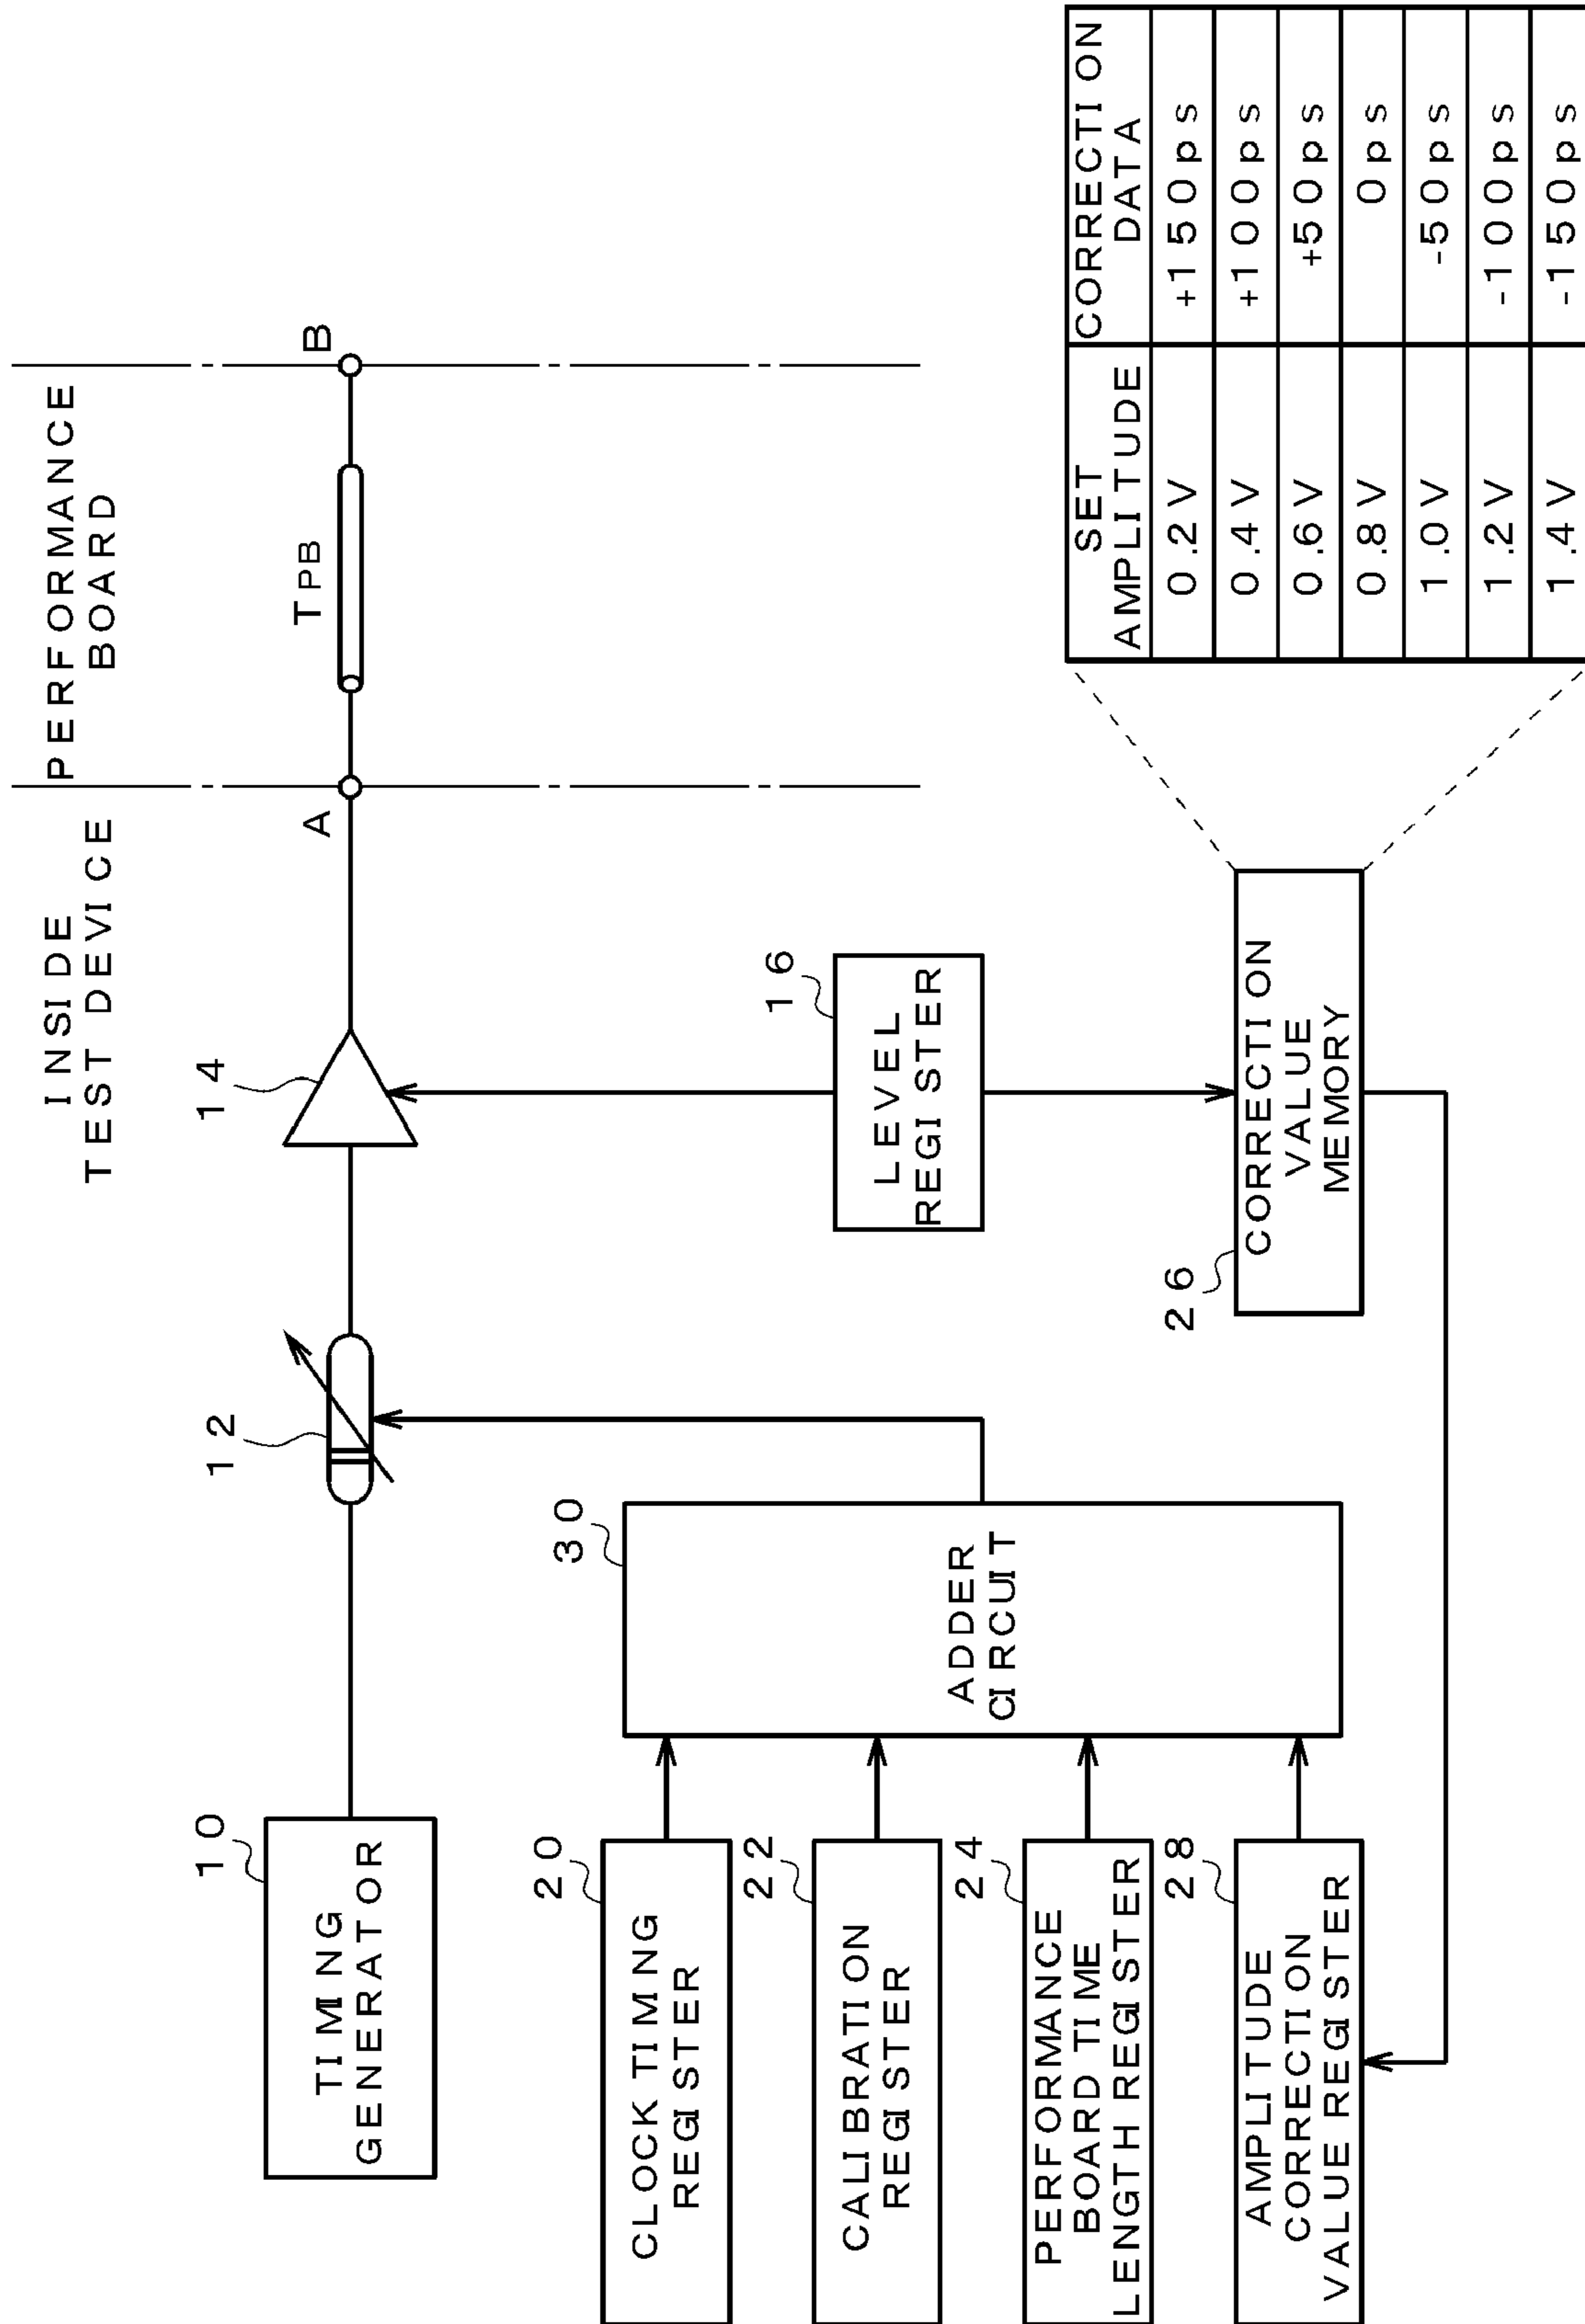 INSIDE
TEST DEVICE
PERFORMANCE
BOARD
10
TIMING
GENERATOR
12
14
A
TPB
B
20
CLOCK TIMING
REGISTER
22
CALIBRATION
REGISTER
24
PERFORMANCE
BOARD TIME
LENGTH REGISTER
28
AMPLITUDE
CORRECTION
VALUE REGISTER
30
ADDER
CIRCUIT
16
LEVEL
REGISTER
26
CORRECTION
VALUE
MEMORY
SET AMPLITUDE CORRECTION DATA
0.2V +150ps
0.4V +100ps
0.6V +50ps
0.8V 0ps
1.0V -50ps
1.2V -100ps
1.4V -150ps